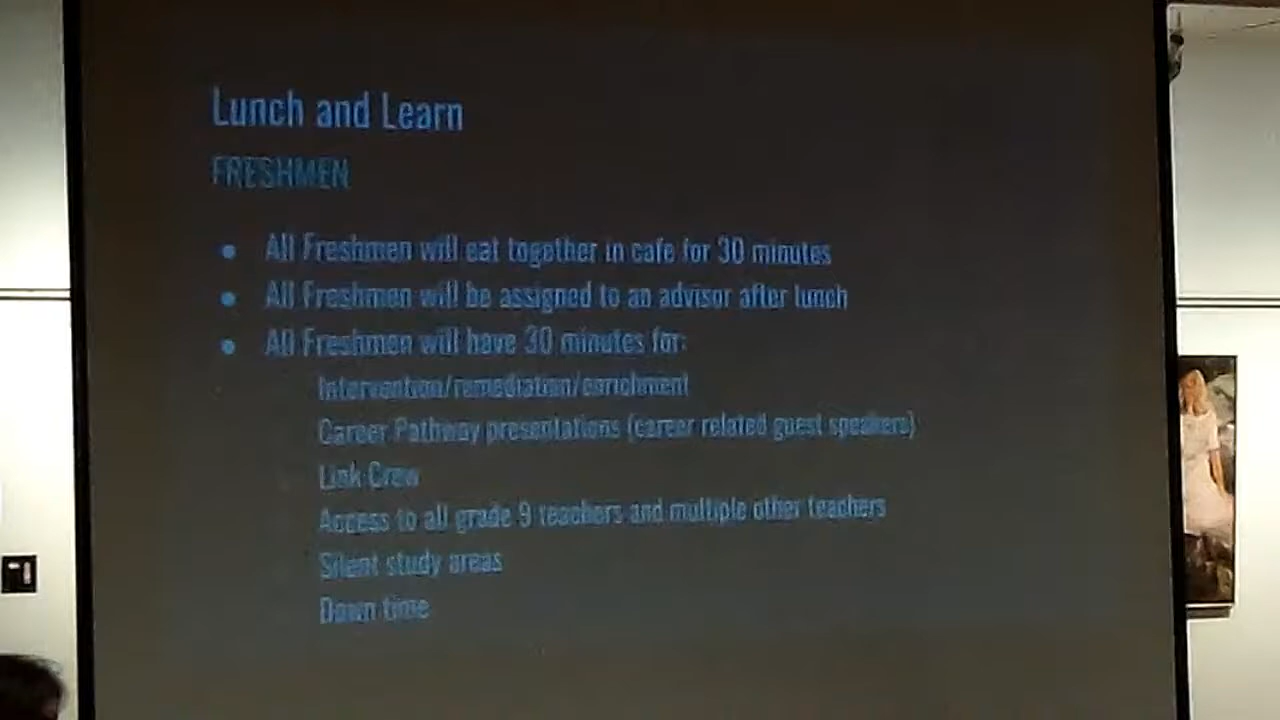 Lunch and Learn
FRESHMEN
● All Freshmen will eat together in cafe for 30 minutes
● All Freshmen will be assigned to an advisor after lunch
● All Freshmen will have 30 minutes for:
Intervention/remediation/enrichment
Career Pathway presentations (career related guest speakers)
Link Crew
Access to all grade 9 teachers and multiple other teachers
Silent study areas
Down time